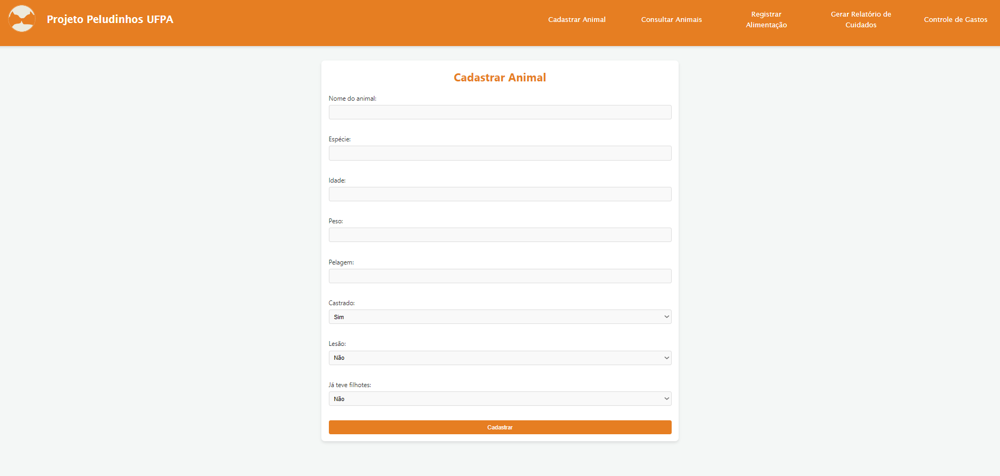 Projeto Peludinhos UFPA
Cadastrar Animal
Consultar Animais
Registrar
Alimentação
Gerar Relatório de
Cuidados
Controle de Gastos
Cadastrar Animal
Nome do animal:
Espécie:
Idade:
Peso:
Pelagem:
Castrado:
Sim
Lesão:
Não
Já teve filhotes:
Não
Cadastrar